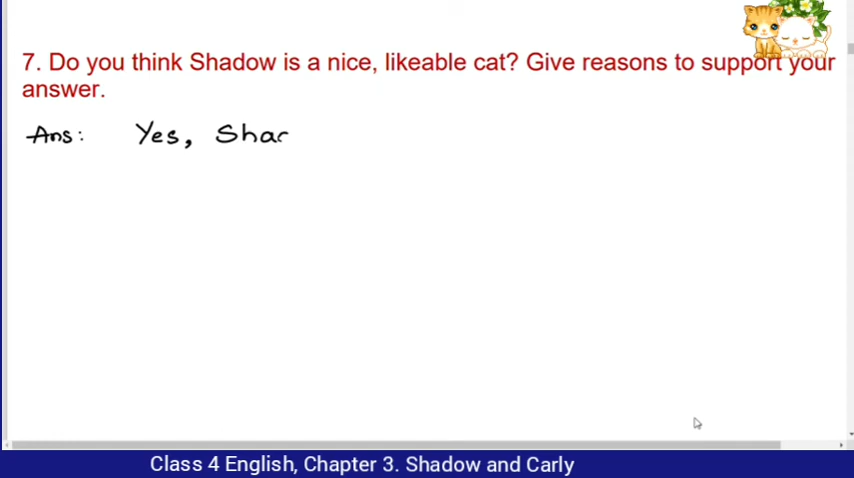 7. Do you think Shadow is a nice, likeable cat? Give reasons to support your
answer.
Ans: Yes, Shac
Class 4 English, Chapter 3. Shadow and Carly